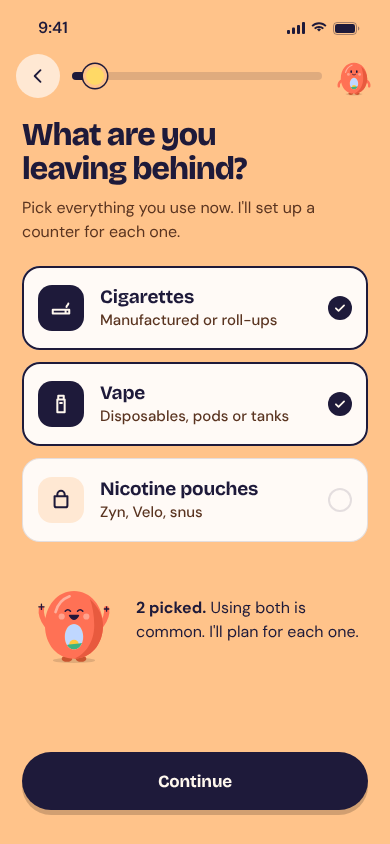 9:41
What are you
leaving behind?
Pick everything you use now. I'll set up a
counter for each one.
Cigarettes
Manufactured or roll-ups
Vape
Disposables, pods or tanks
Nicotine pouches
Zyn, Velo, snus
2 picked. Using both is
common. I'll plan for each one.
Continue